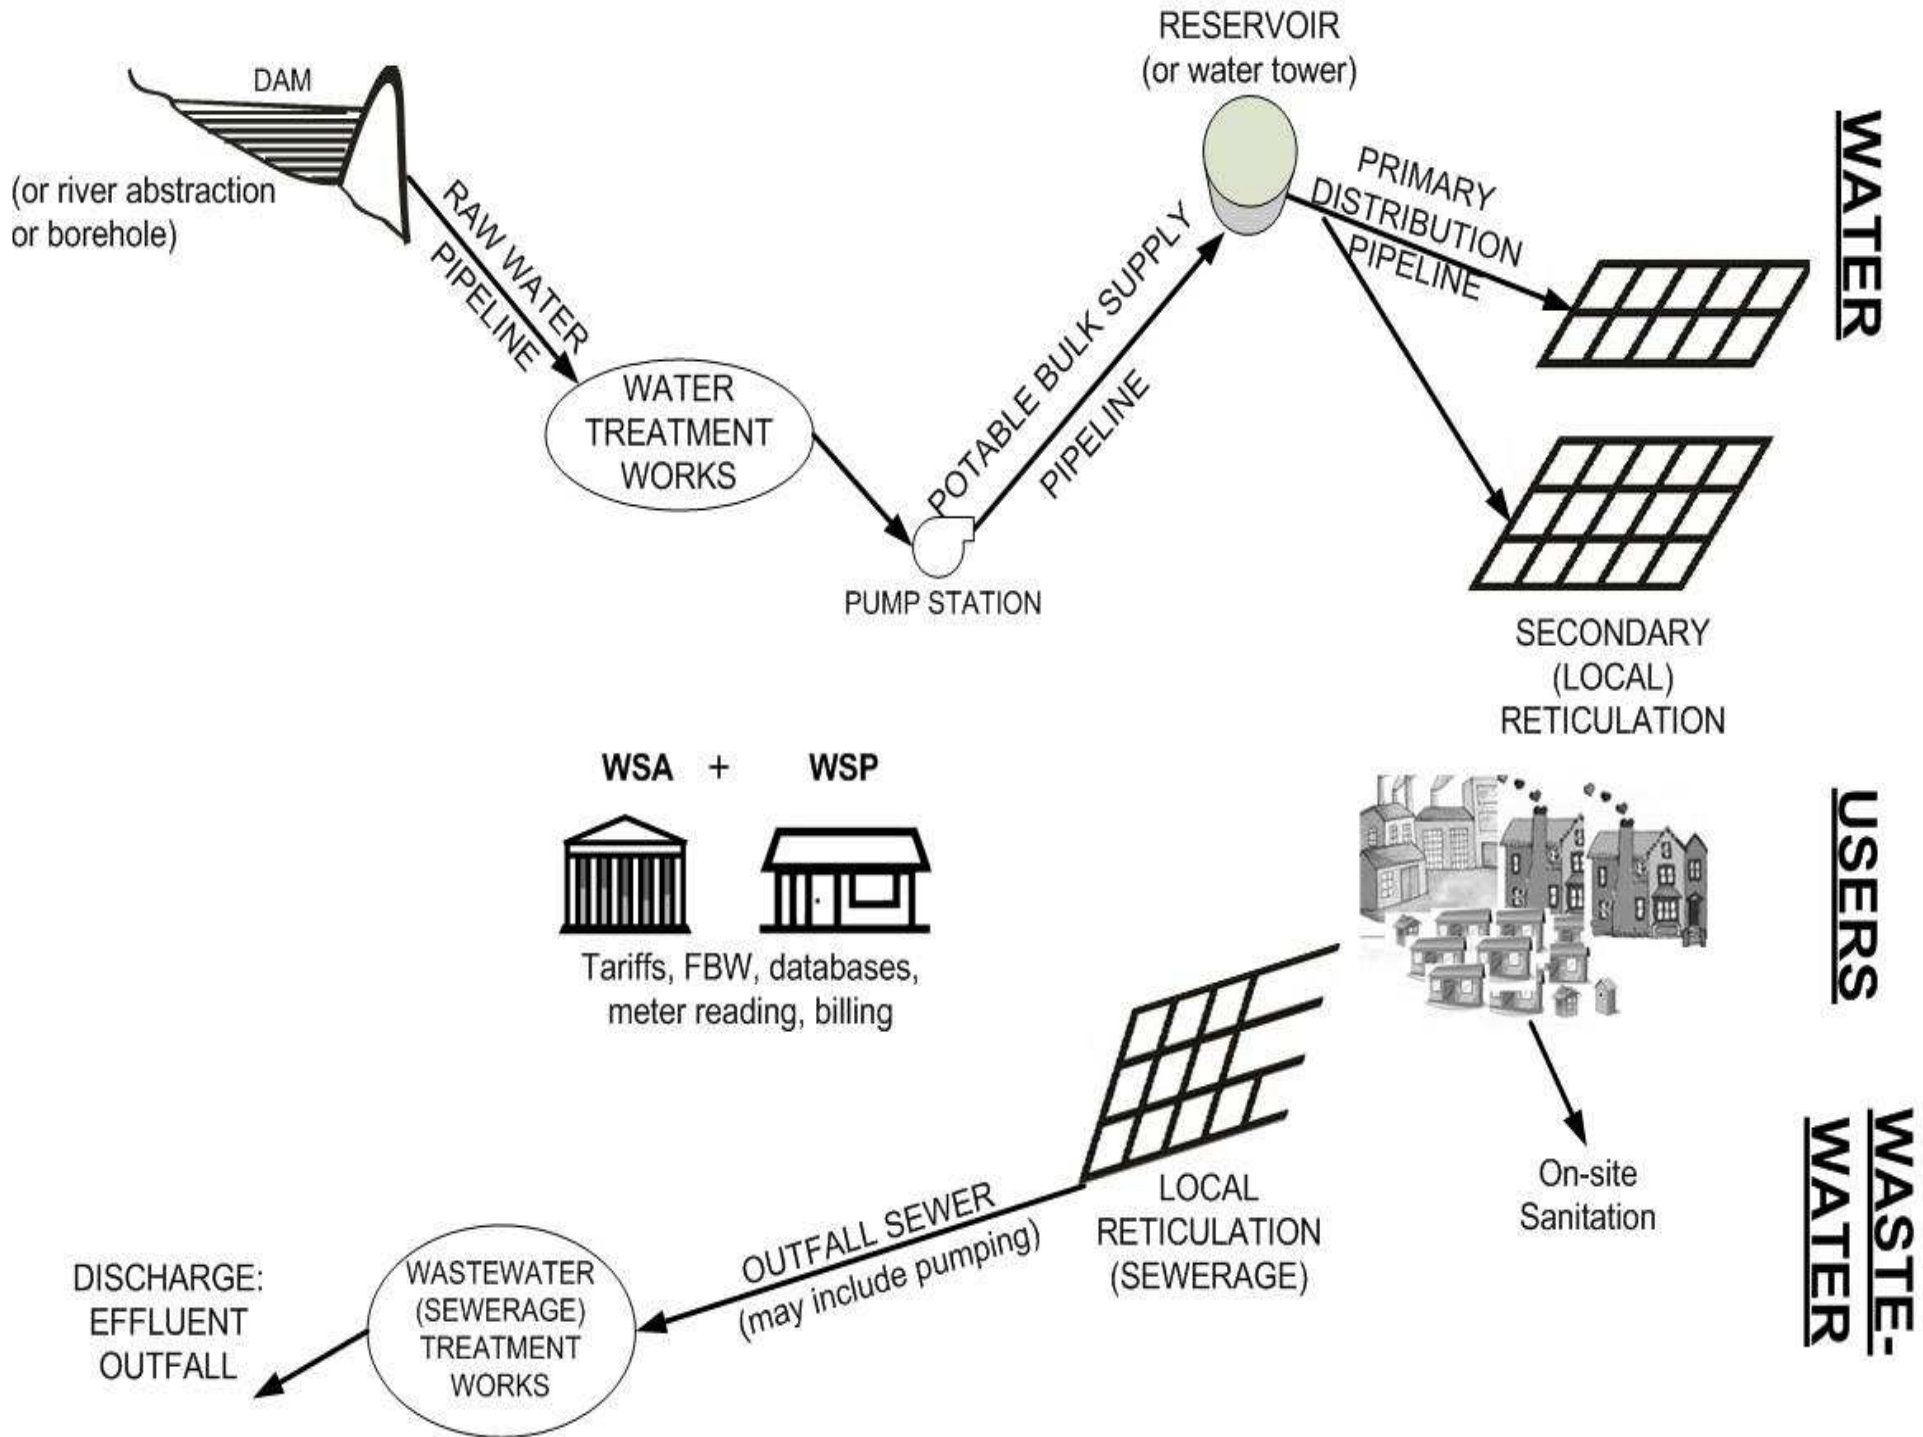 RESERVOIR
(or water tower)
DAM
(or river abstraction
or borehole)
RAW WATER
PIPELINE
WATER
TREATMENT
WORKS
PUMP STATION
POTABLE BULK SUPPLY
PIPELINE
PRIMARY
DISTRIBUTION
PIPELINE
WATER
SECONDARY
(LOCAL)
RETICULATION
WSA + WSP
Tariffs, FBW, databases,
meter reading, billing
USERS
On-site
Sanitation
WASTE-
WATER
LOCAL
RETICULATION
(SEWERAGE)
OUTFALL SEWER
(may include pumping)
WASTEWATER
(SEWERAGE)
TREATMENT
WORKS
DISCHARGE:
EFFLUENT
OUTFALL